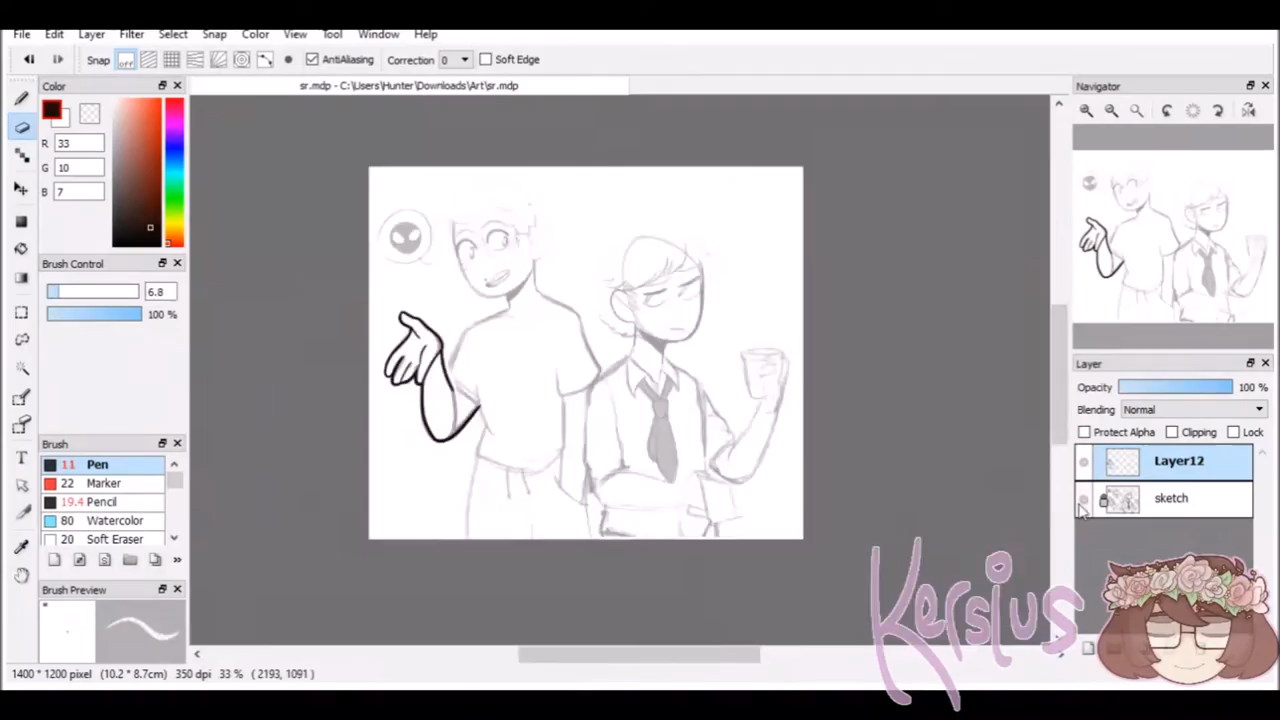 File Edit Layer Filter Select Snap Color View Tool Window Help
Snap off AntiAliasing Correction 0 Soft Edge
Color
sr.mdp - C:\Users\Hunter\Downloads\Art\sr.mdp
Navigator
R 33
G 10
B 7
Brush Control
6.8
100 %
Layer
Opacity 100 %
Blending Normal
Protect Alpha Clipping Lock
Layer12
sketch
Brush
11 Pen
22 Marker
19.4 Pencil
80 Watercolor
20 Soft Eraser
Brush Preview
1400 * 1200 pixel (10.2 * 8.7cm) 350 dpi 33 % (2193, 1091)
Kersius